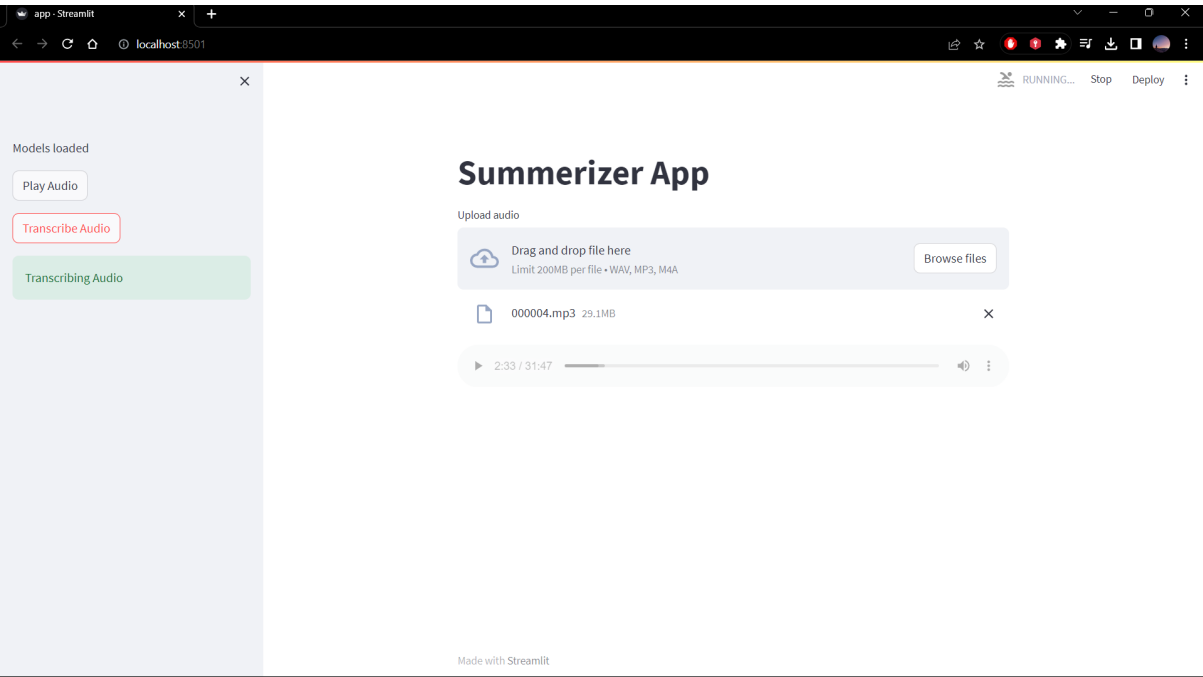 app · Streamlit
localhost:8501
RUNNING... Stop Deploy
Models loaded
Play Audio
Transcribe Audio
Transcribing Audio
Summerizer App
Upload audio
Drag and drop file here
Limit 200MB per file • WAV, MP3, M4A
Browse files
000004.mp3 29.1MB
2:33 / 31:47
Made with Streamlit